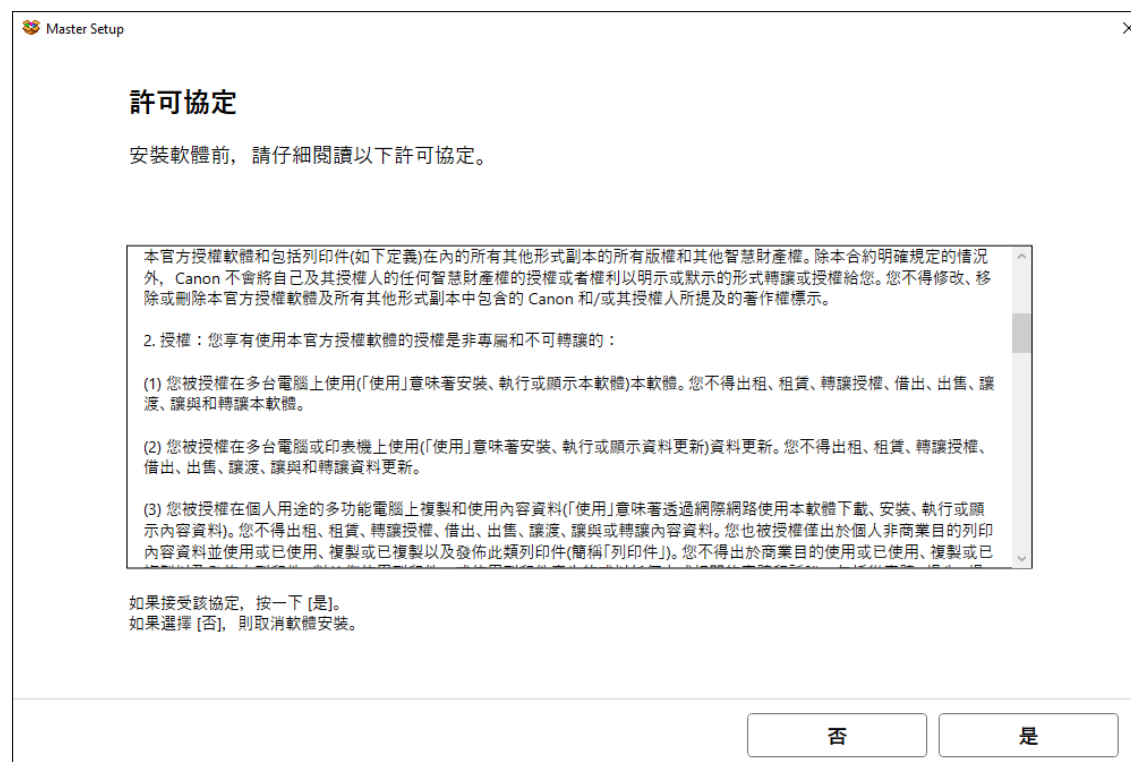 Master Setup
許可協定
安裝軟體前，請仔細閱讀以下許可協定。
本官方授權軟體和包括列印件(如下定義)在內的所有其他形式副本的所有版權和其他智慧財產權。除本合約明確規定的情況
外，Canon 不會將自己及其授權人的任何智慧財產權的授權或者權利以明示或默示的形式轉讓或授權給您。您不得修改、移
除或刪除本官方授權軟體及所有其他形式副本中包含的 Canon 和/或其授權人所提及的著作權標示。
2. 授權：您享有使用本官方授權軟體的授權是非專屬和不可轉讓的：
(1) 您被授權在多台電腦上使用(「使用」意味著安裝、執行或顯示本軟體)本軟體。您不得出租、租賃、轉讓授權、借出、出售、讓
渡、讓與和轉讓本軟體。
(2) 您被授權在多台電腦或印表機上使用(「使用」意味著安裝、執行或顯示資料更新)資料更新。您不得出租、租賃、轉讓授權、
借出、出售、讓渡、讓與和轉讓資料更新。
(3) 您被授權在個人用途的多功能電腦上複製和使用內容資料(「使用」意味著透過網際網路使用本軟體下載、安裝、執行或顯
示內容資料)。您不得出租、租賃、轉讓授權、借出、出售、讓渡、讓與或轉讓內容資料。您也被授權僅出於個人非商業目的列印
內容資料並使用或已使用、複製或已複製以及發佈此類列印件(簡稱「列印件」)。您不得出於商業目的使用或已使用、複製或已
如果接受該協定，按一下 [是]。
如果選擇 [否]，則取消軟體安裝。
否
是